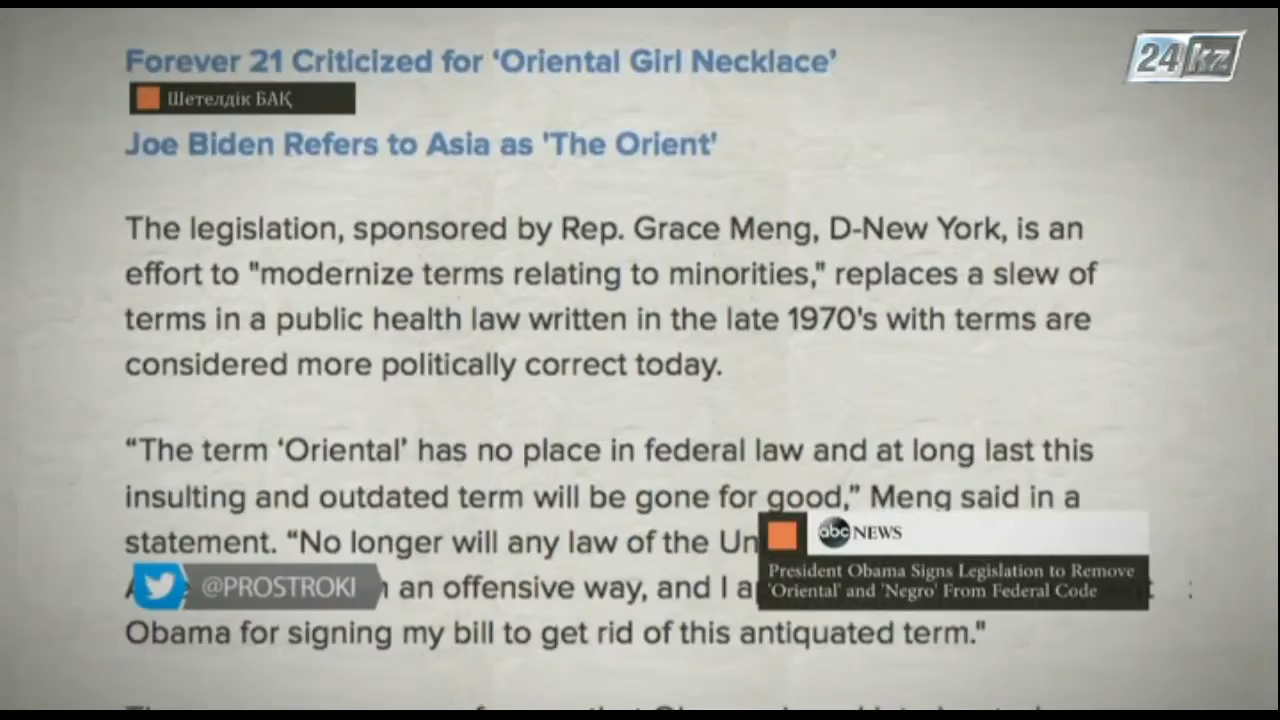 Forever 21 Criticized for ‘Oriental Girl Necklace’
24 kz
Шетелдік БАҚ
Joe Biden Refers to Asia as 'The Orient'
The legislation, sponsored by Rep. Grace Meng, D-New York, is an
effort to "modernize terms relating to minorities," replaces a slew of
terms in a public health law written in the late 1970's with terms are
considered more politically correct today.
“The term ‘Oriental’ has no place in federal law and at long last this
insulting and outdated term will be gone for good,” Meng said in a
statement. “No longer will any law of the
abc NEWS
President Obama Signs Legislation to Remove
'Oriental' and 'Negro' From Federal Code
@PROSTROKI
an offensive way, and I
Obama for signing my bill to get rid of this antiquated term."